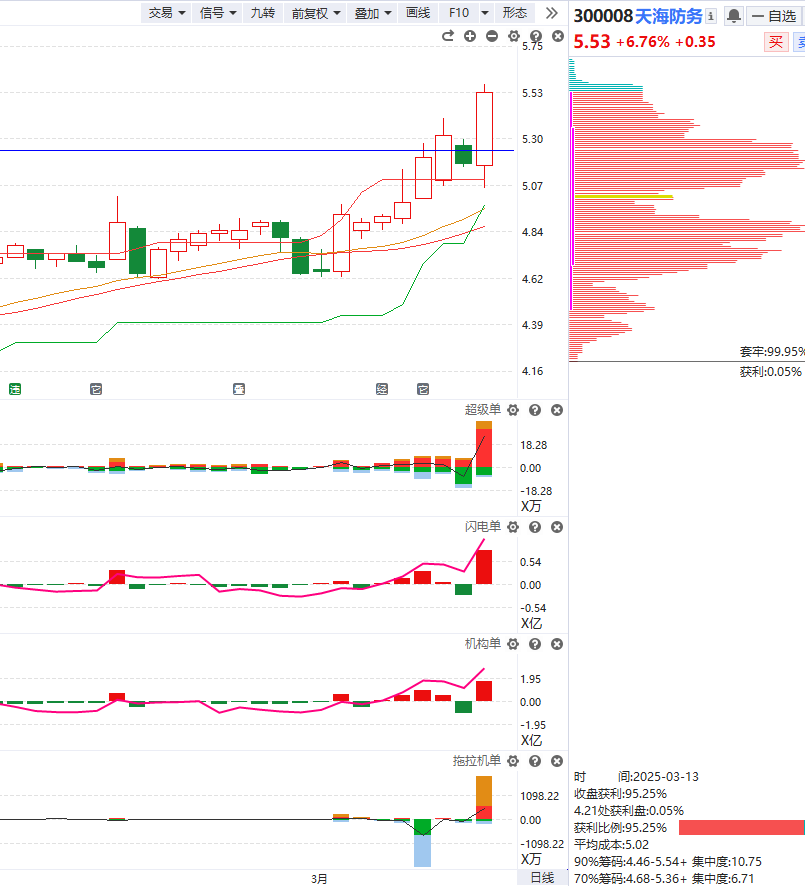 交易 信号 九转 前复权 叠加 画线 F10 形态
300008 天海防务 自选
5.53 +6.76% +0.35 买 卖
5.75
5.53
5.30
5.07
4.84
4.62
4.39
4.16
套牢:99.95%
获利:0.05%
超级单
18.28
0.00
-18.28
X万
闪电单
0.54
0.00
-0.54
X亿
机构单
1.95
0.00
-1.95
X亿
拖拉机单
1098.22
0.00
-1098.22
X万
3月 日线
时 间:2025-03-13
收盘获利:95.25%
4.21处获利盘:0.05%
获利比例:95.25%
平均成本:5.02
90%筹码:4.46-5.54+ 集中度:10.75
70%筹码:4.68-5.36+ 集中度:6.71